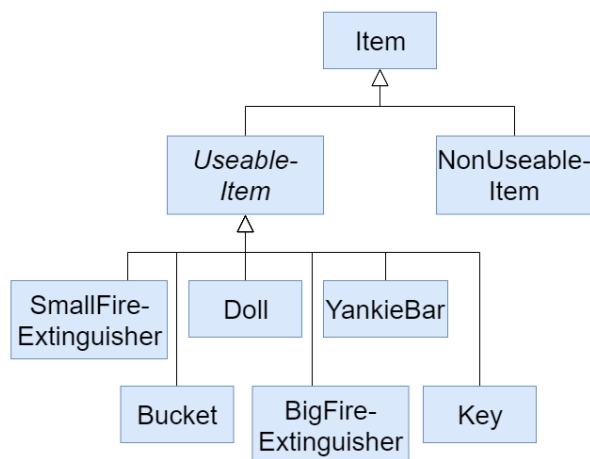 Item
Useable-
Item
NonUseable-
Item
SmallFire-
Extinguisher
Doll
YankieBar
Bucket
BigFire-
Extinguisher
Key